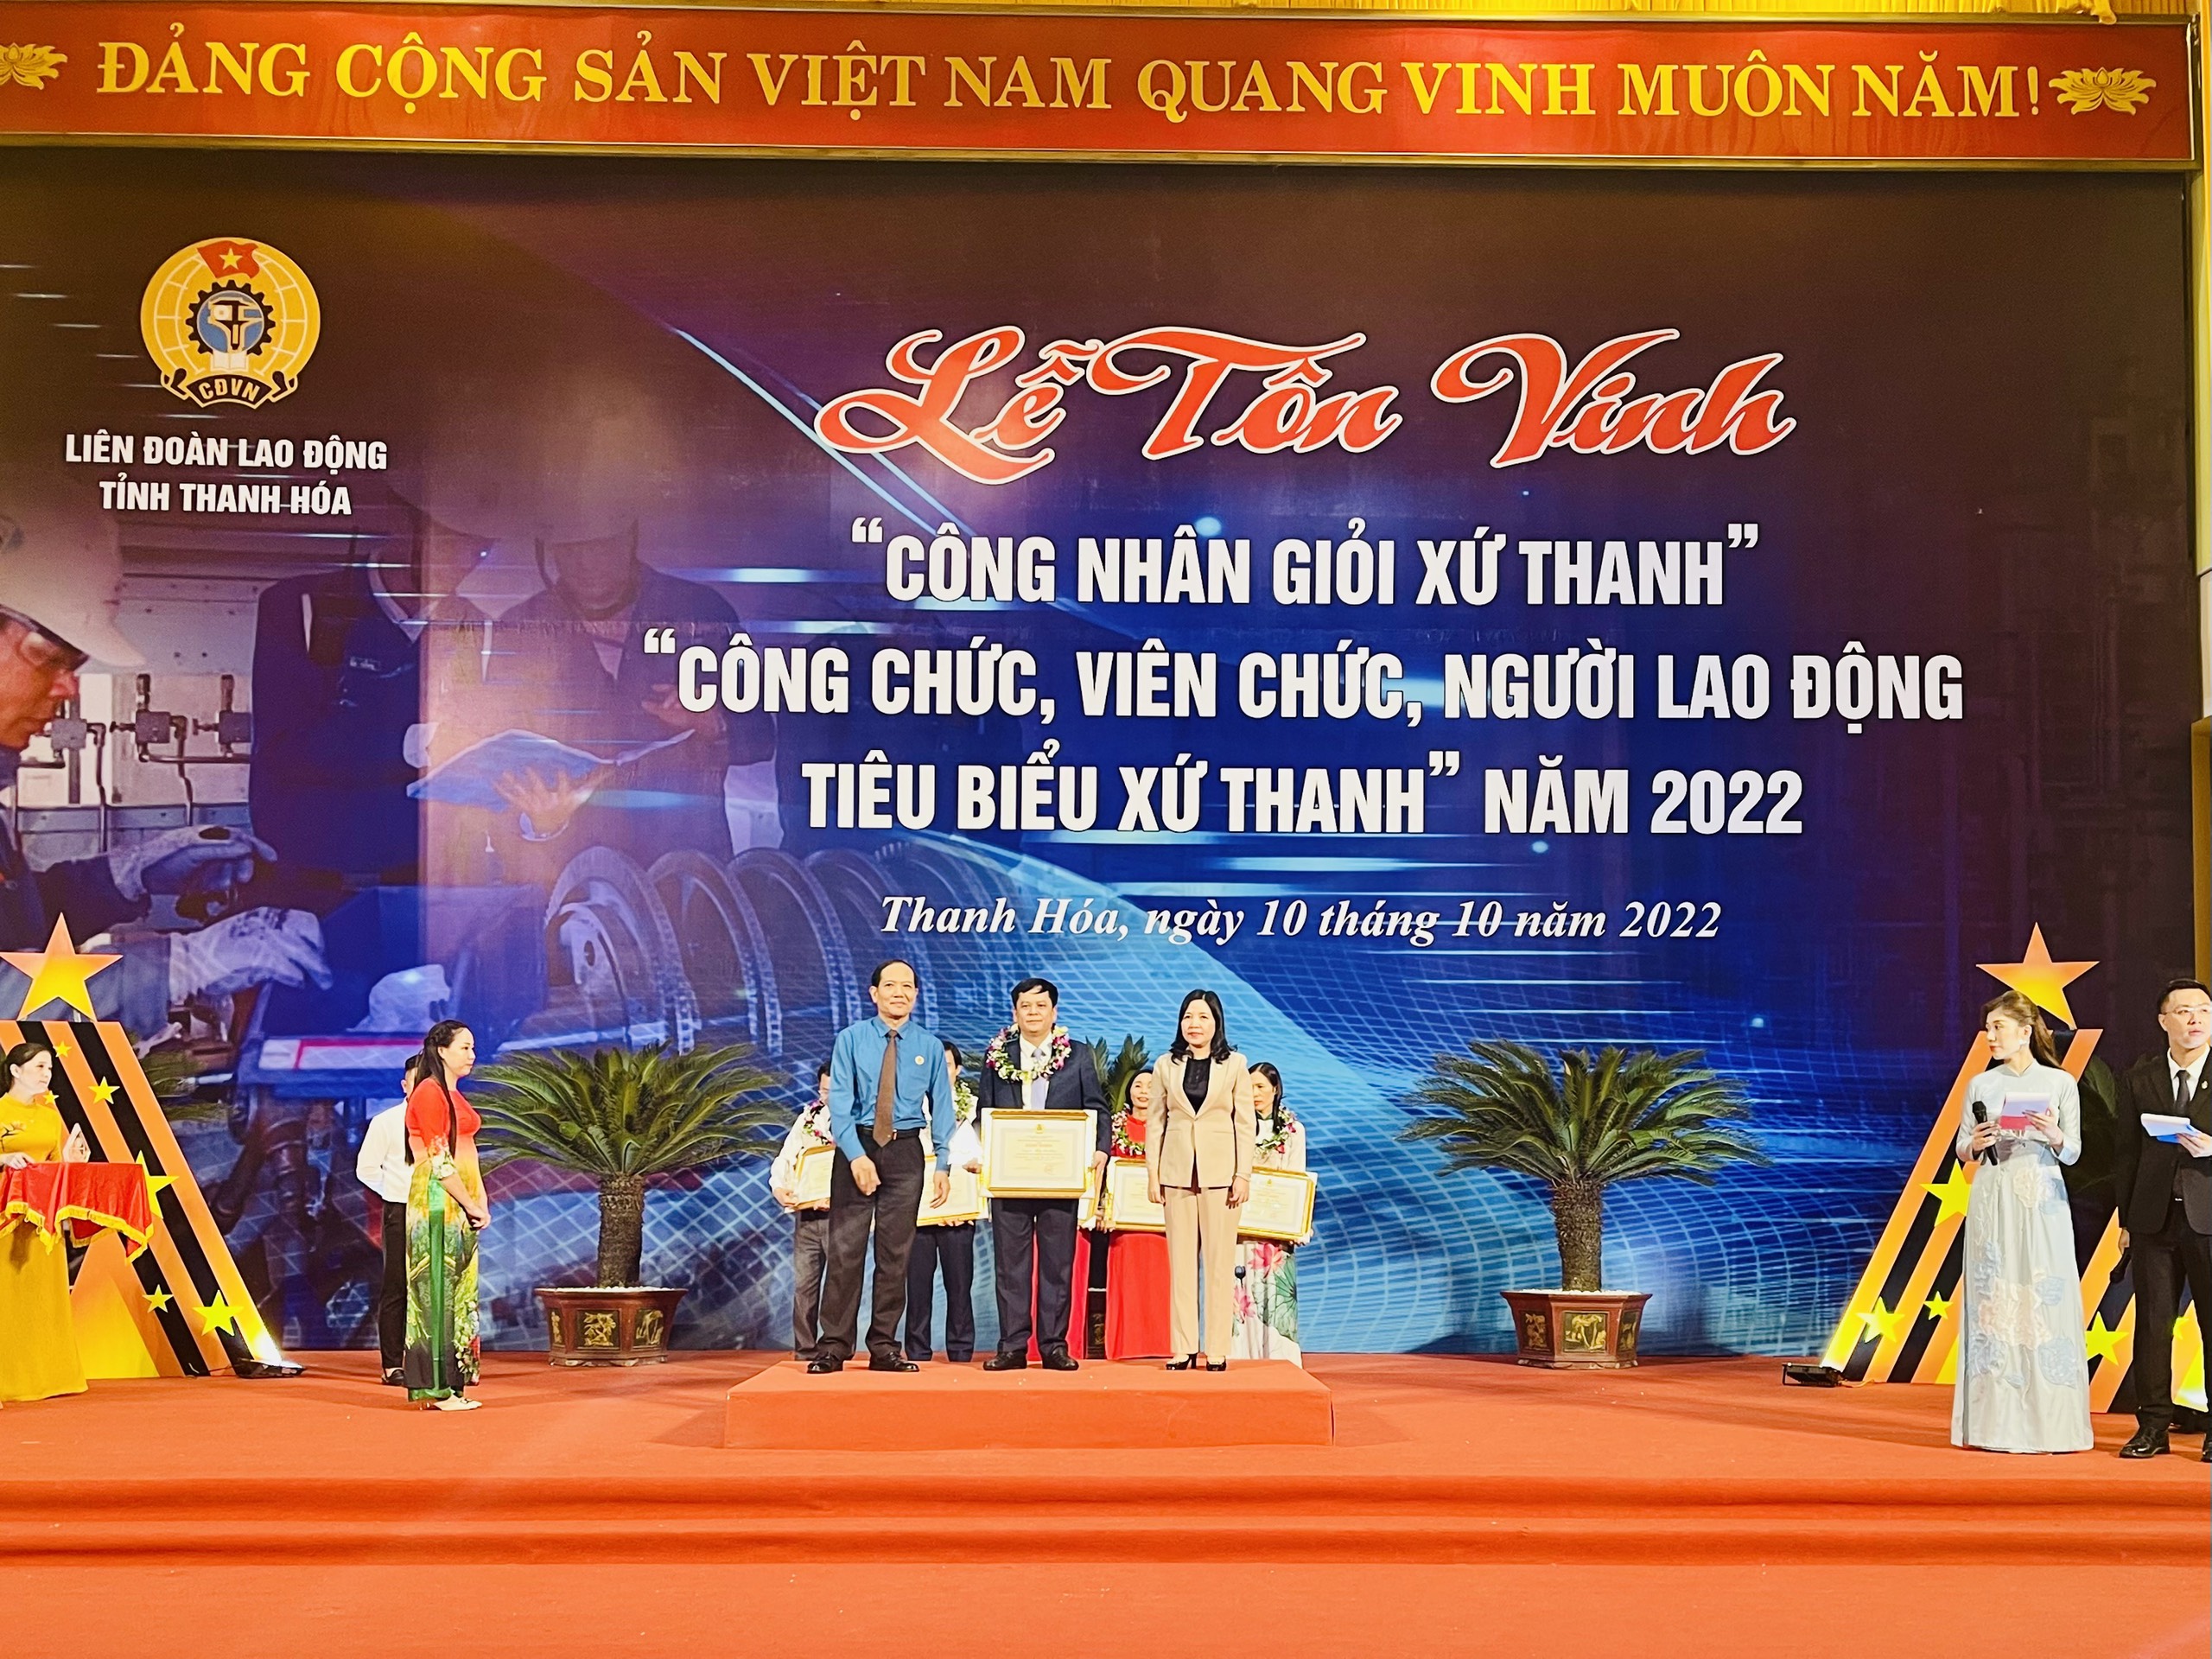 ĐẢNG CỘNG SẢN VIỆT NAM QUANG VINH MUÔN NĂM!
CĐVN
LIÊN ĐOÀN LAO ĐỘNG
TỈNH THANH HÓA
Lễ Tôn Vinh
"CÔNG NHÂN GIỎI XỨ THANH"
"CÔNG CHỨC, VIÊN CHỨC, NGƯỜI LAO ĐỘNG
TIÊU BIỂU XỨ THANH" NĂM 2022
Thanh Hóa, ngày 10 tháng 10 năm 2022